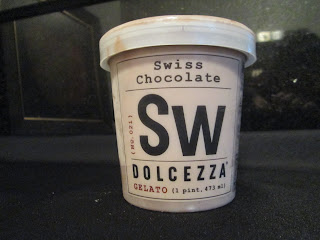 Swiss
Chocolate
Sw
[No. 021]
DOLCEZZA®
GELATO (1 pint, 473 ml)